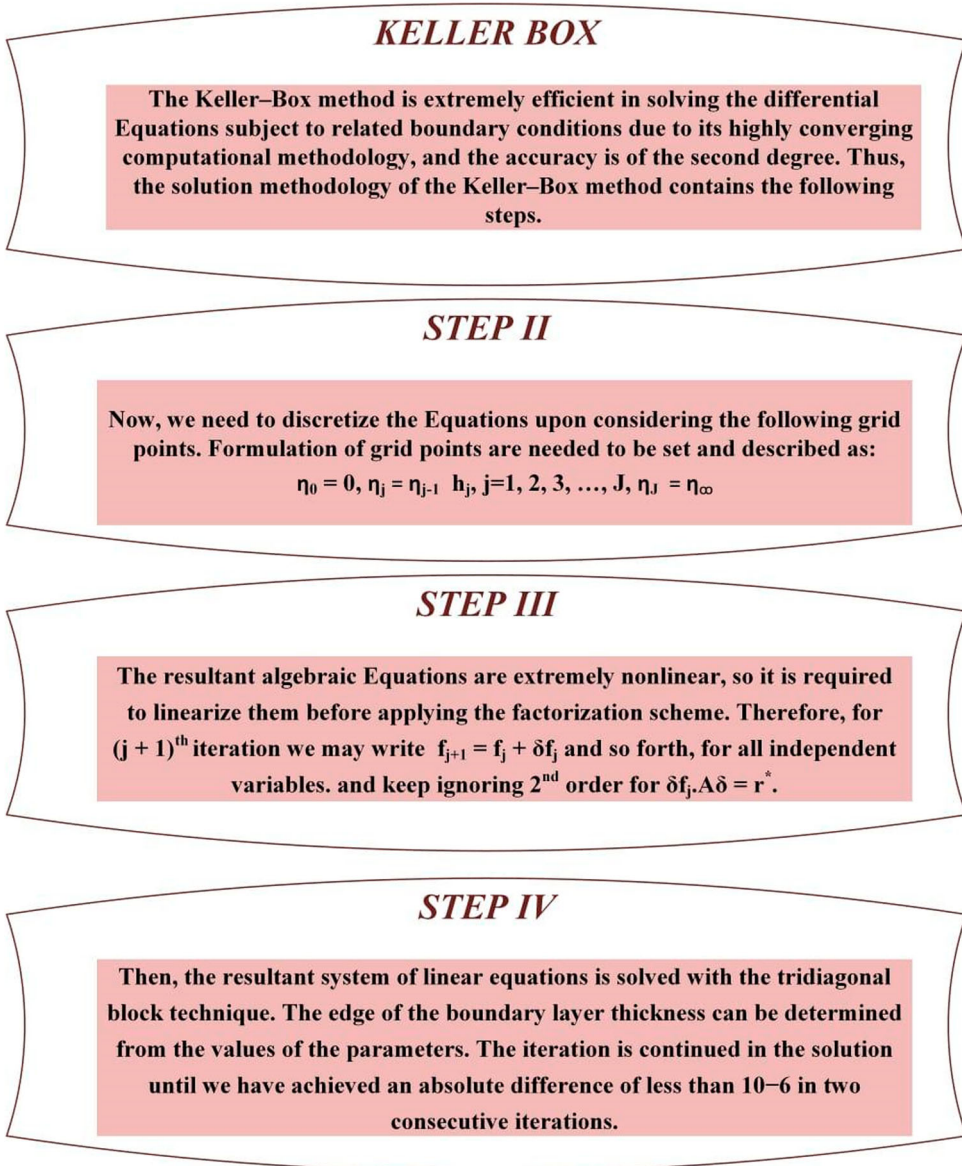 KELLER BOX
The Keller–Box method is extremely efficient in solving the differential
Equations subject to related boundary conditions due to its highly converging
computational methodology, and the accuracy is of the second degree. Thus,
the solution methodology of the Keller–Box method contains the following
steps.
STEP II
Now, we need to discretize the Equations upon considering the following grid
points. Formulation of grid points are needed to be set and described as:
η₀ = 0, ηⱼ = ηⱼ₋₁ hⱼ, j=1, 2, 3, …, J, η_J = η_∞
STEP III
The resultant algebraic Equations are extremely nonlinear, so it is required
to linearize them before applying the factorization scheme. Therefore, for
(j + 1)ᵗʰ iteration we may write fⱼ₊₁ = fⱼ + δfⱼ and so forth, for all independent
variables. and keep ignoring 2ⁿᵈ order for δfⱼ.Aδ = r*.
STEP IV
Then, the resultant system of linear equations is solved with the tridiagonal
block technique. The edge of the boundary layer thickness can be determined
from the values of the parameters. The iteration is continued in the solution
until we have achieved an absolute difference of less than 10−6 in two
consecutive iterations.